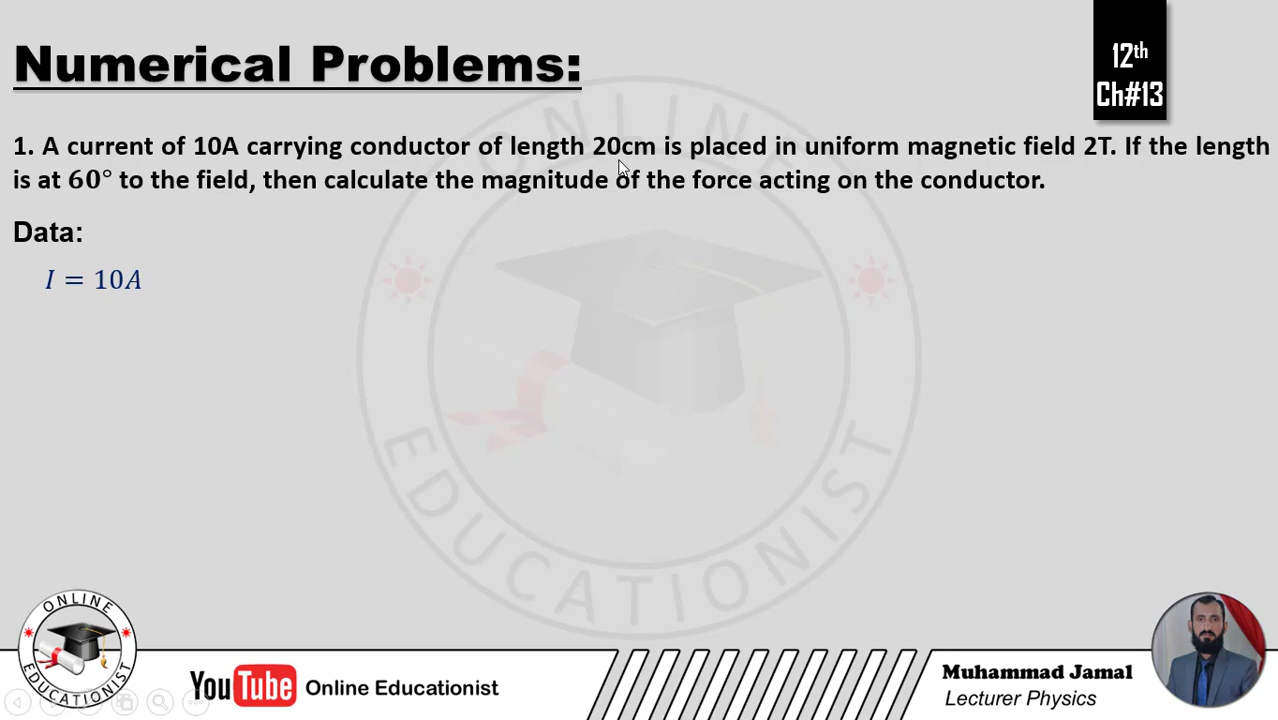 Numerical Problems:
12th
Ch#13
1. A current of 10A carrying conductor of length 20cm is placed in uniform magnetic field 2T. If the length
is at 60° to the field, then calculate the magnitude of the force acting on the conductor.
Data:
I = 10A
ONLINE
EDUCATIONIST
ONLINE
EDUCATIONIST
YouTube
Online Educationist
Muhammad Jamal
Lecturer Physics